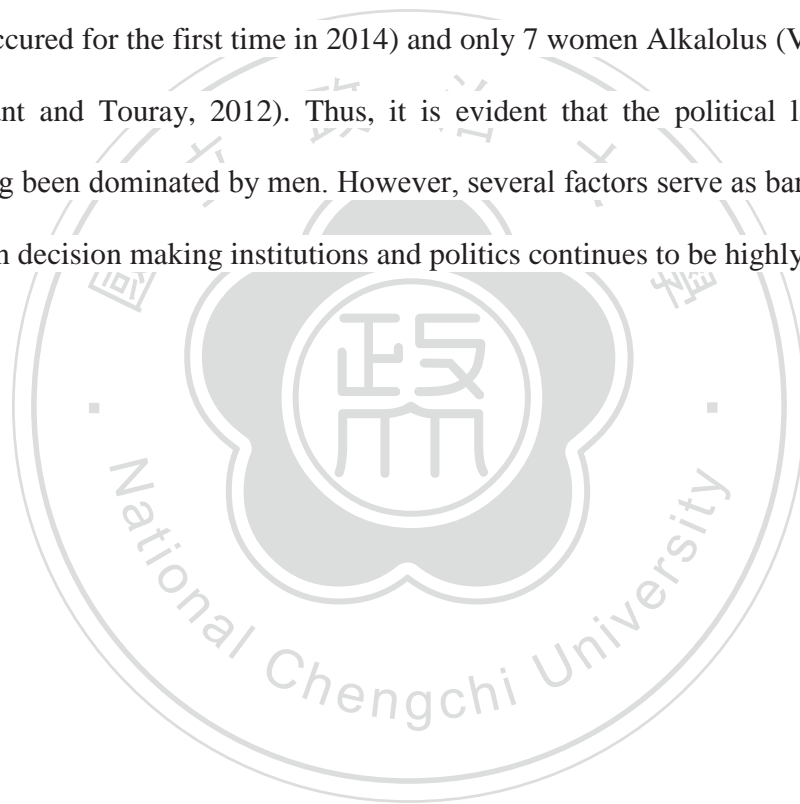 ccured for the first time in 2014) and only 7 women Alkalolus (V
nt and Touray, 2012). Thus, it is evident that the political l
g been dominated by men. However, several factors serve as bar
n decision making institutions and politics continues to be highly
政
National Chengchi University